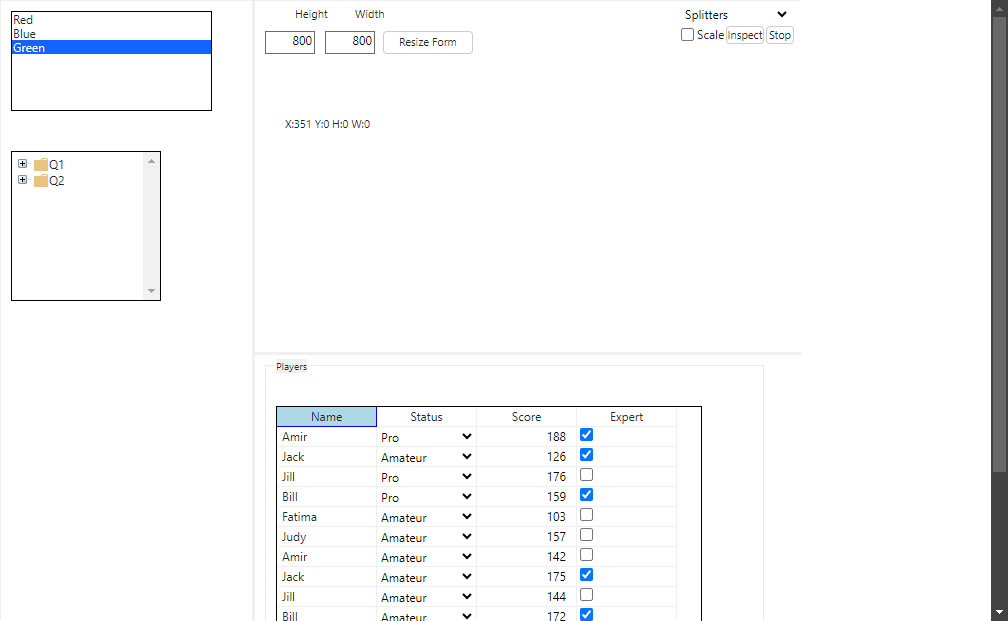 Red
Blue
Green
Q1
Q2
Height Width
800 800 Resize Form
Splitters
Scale Inspect Stop
X:351 Y:0 H:0 W:0
Players
Name Status Score Expert
Amir Pro 188
Jack Amateur 126
Jill Pro 176
Bill Pro 159
Fatima Amateur 103
Judy Amateur 157
Amir Amateur 142
Jack Amateur 175
Jill Amateur 144
Bill Amateur 172